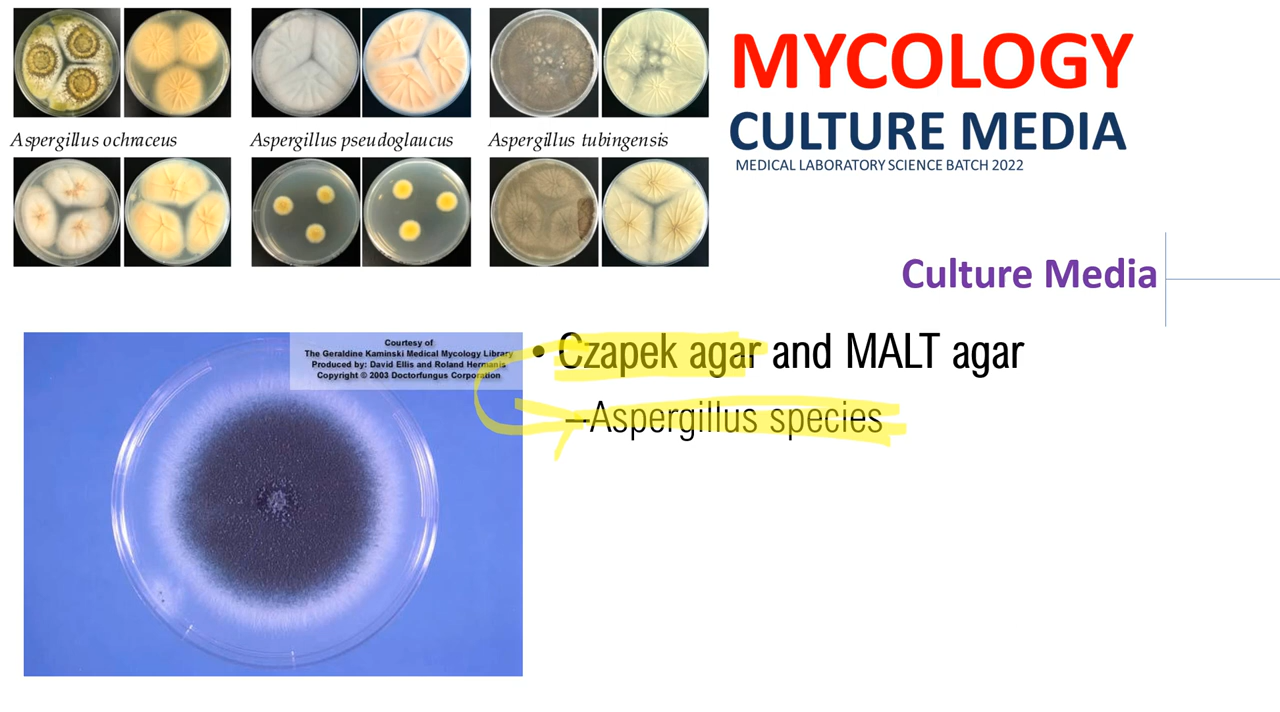 MYCOLOGY
CULTURE MEDIA
MEDICAL LABORATORY SCIENCE BATCH 2022
Aspergillus ochraceus
Aspergillus pseudoglaucus
Aspergillus tubingensis
Culture Media
Courtesy of
The Geraldine Kaminski Medical Mycology Library
Produced by: David Ellis and Roland Hermanis
Copyright © 2003 Doctorfungus Corporation
• Czapek agar and MALT agar
–Aspergillus species